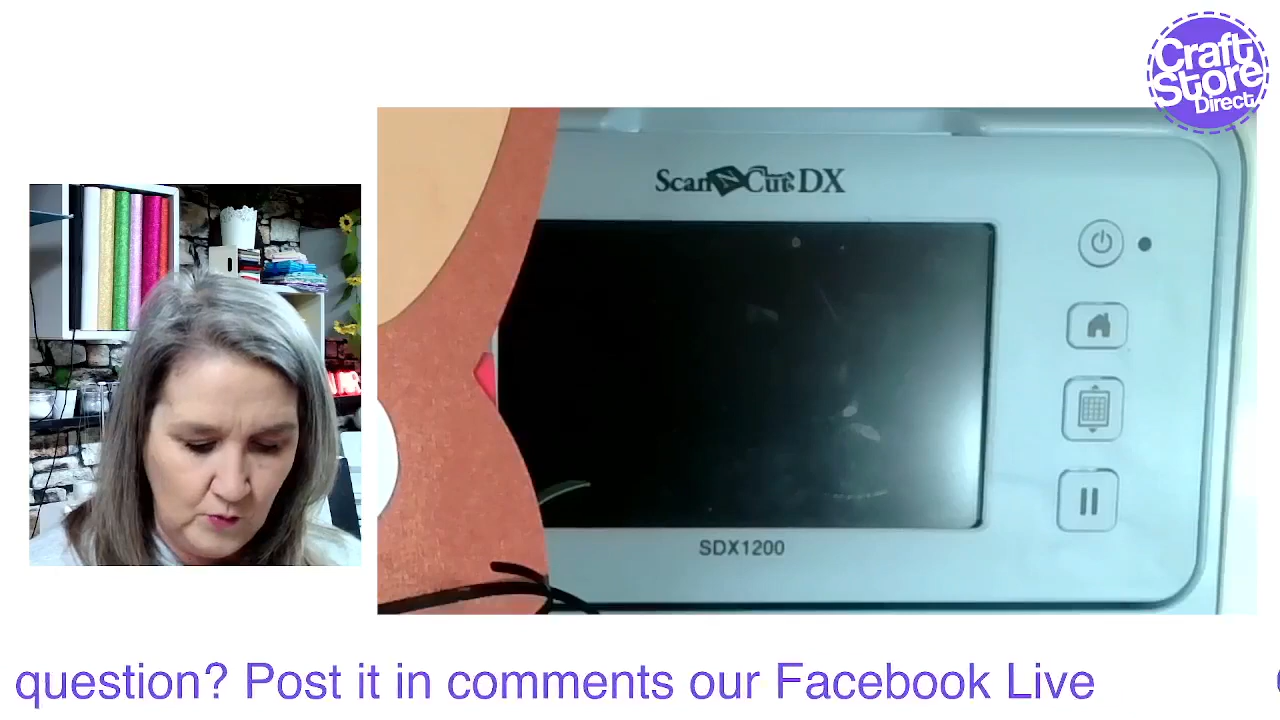 Craft
Store
Direct
ScanNCut DX
SDX1200
question? Post it in comments our Facebook Live